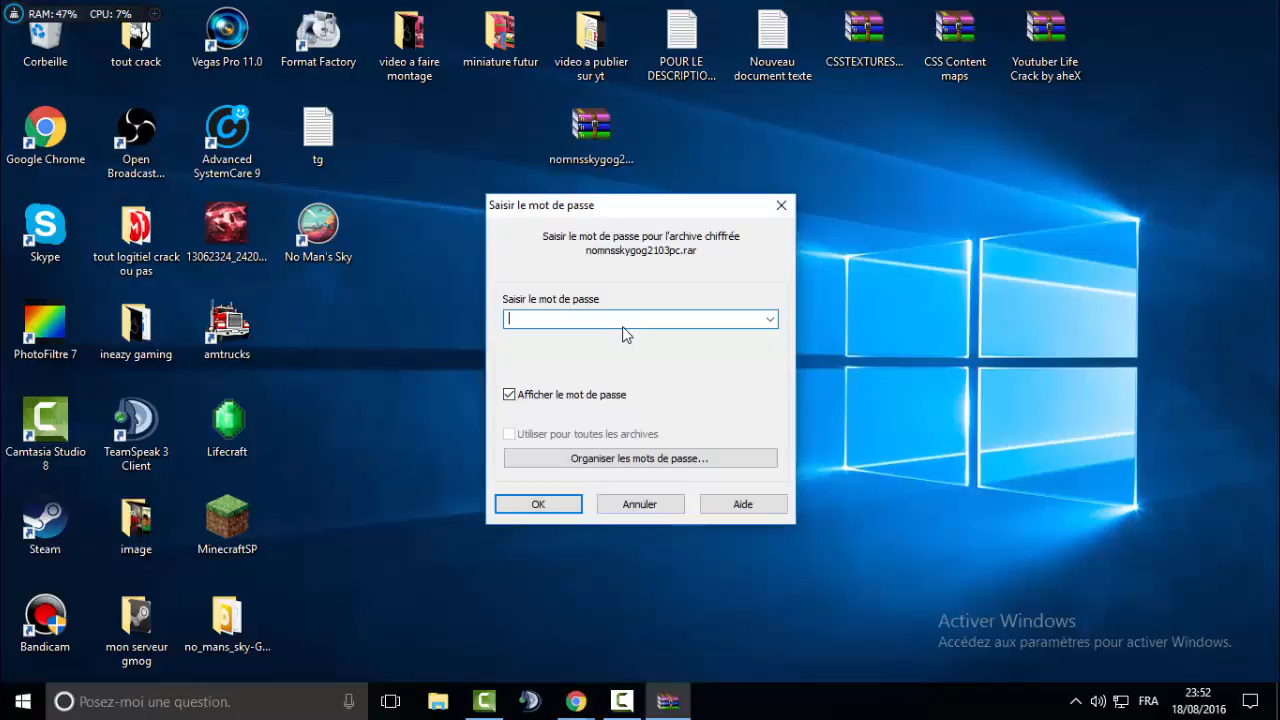 RAM: 47% CPU: 7%
Corbeille
tout crack
Vegas Pro 11.0
Format Factory
video a faire
montage
miniature futur
video a publier
sur yt
POUR LE
DESCRIPTIO...
Nouveau
document texte
CSSTEXTURES...
CSS Content
maps
Youtuber Life
Crack by aheX
Google Chrome
Open
Broadcast...
Advanced
SystemCare 9
tg
nomnsskygog2...
Skype
tout logitiel crack
ou pas
13062324_2420...
No Man's Sky
PhotoFiltre 7
ineazy gaming
amtrucks
Camtasia Studio
8
TeamSpeak 3
Client
Lifecraft
Steam
image
MinecraftSP
Bandicam
mon serveur
gmog
no_mans_sky-G...
Saisir le mot de passe
Saisir le mot de passe pour l'archive chiffrée
nomnsskygog2103pc.rar
Saisir le mot de passe
Afficher le mot de passe
Utiliser pour toutes les archives
Organiser les mots de passe...
OK
Annuler
Aide
Activer Windows
Accédez aux paramètres pour activer Windows.
Posez-moi une question.
FRA
23:52
18/08/2016